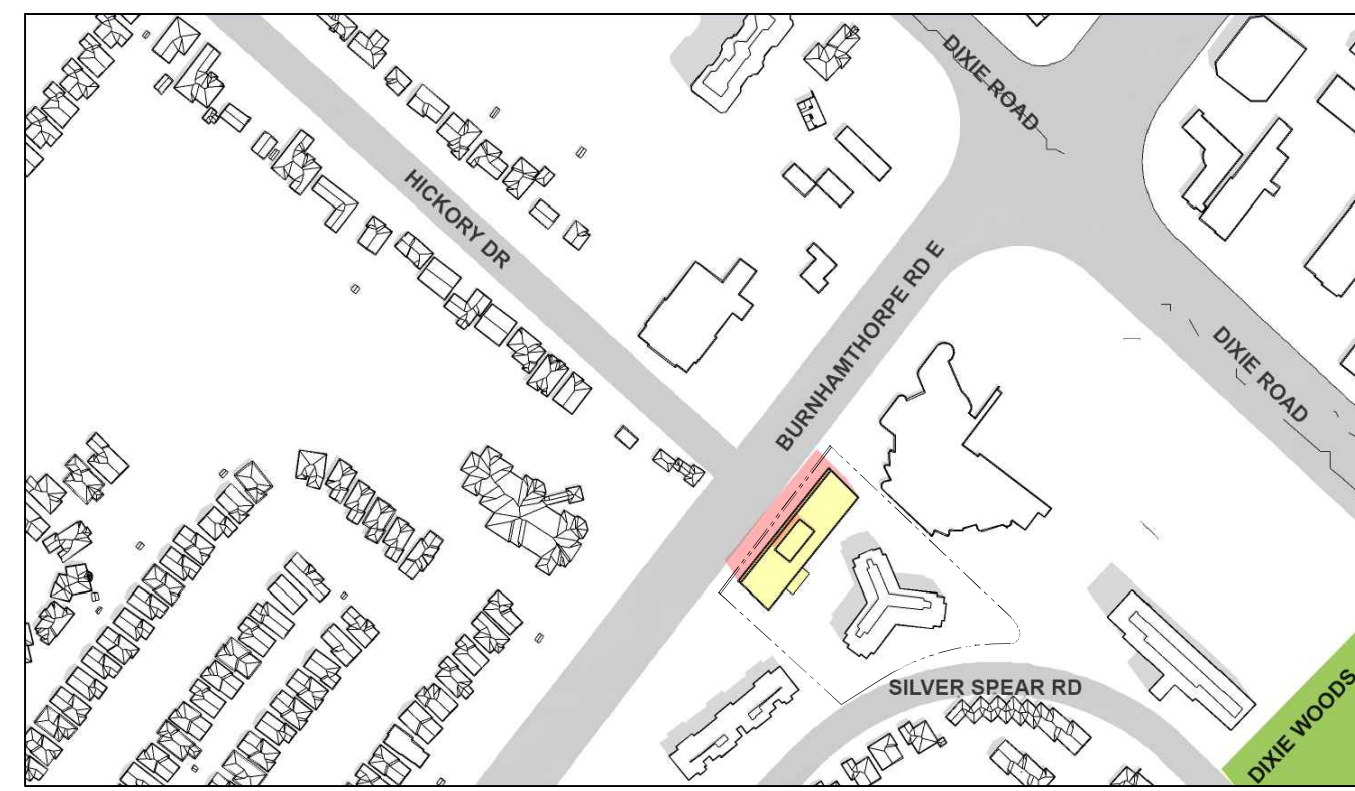 DIXIE ROAD
HICKORY DR
BURNHAMTHORPE RD E
DIXIE ROAD
SILVER SPEAR RD
DIXIE WOODS